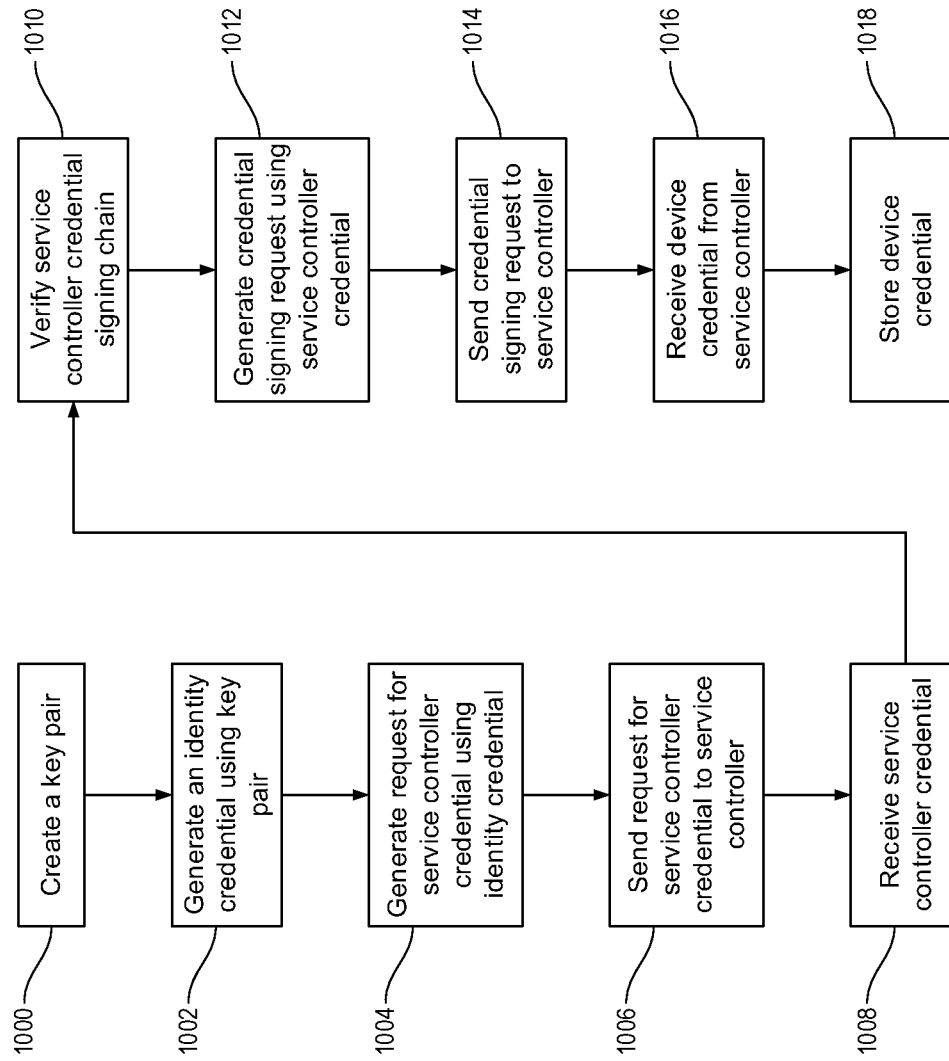 1000
Create a key pair
1002
Generate an identity
credential using key
pair
1004
Generate request for
service controller
credential using
identity credential
1006
Send request for
service controller
credential to service
controller
1008
Receive service
controller credential
1010
Verify service
controller credential
signing chain
1012
Generate credential
signing request using
service controller
credential
1014
Send credential
signing request to
service controller
1016
Receive device
credential from
service controller
1018
Store device
credential